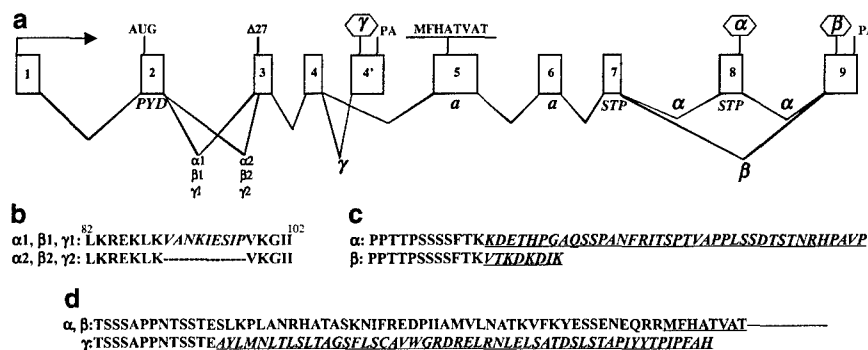 a
AUG Δ27 γ PA MFHATVAT α β PA
1 2 3 4 4' 5 6 7 8 9
PYD a a STP α STP α
α1 α2 γ β
β1 β2
γ1 γ2
b
82 102
α1, β1, γ1: LKREKLKVANKIESIPVKGII
α2, β2, γ2: LKREKLK--------------VKGII
c
α: PPTTPSSSSFTKKDETHPGAQSSPANFRITSPTVAPPLSSDTSTNRHPAVP
β: PPTTPSSSSFTKVTKDKDIK
d
α, β:TSSSAPPNTSSTESLKPLANRHATASKNIFREDPIIAMVLNATKVFKYESSENEQRRMFHATVAT
γ:TSSSAPPNTSSTEAYLMNLTLSLTAGSFLSCAVWGRDRELRNLELSATDSLSTAPIYYTPIPFAH